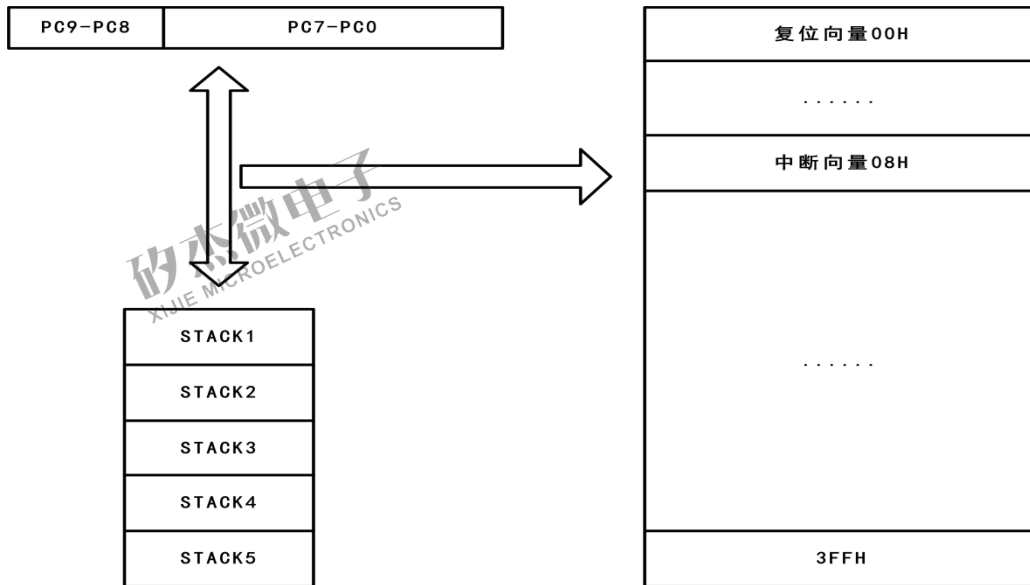 PC9-PC8
PC7-PC0
复位向量00H
......
中断向量08H
矽杰微电子
XIJIE MICROELECTRONICS
STACK1
STACK2
STACK3
STACK4
STACK5
......
3FFH